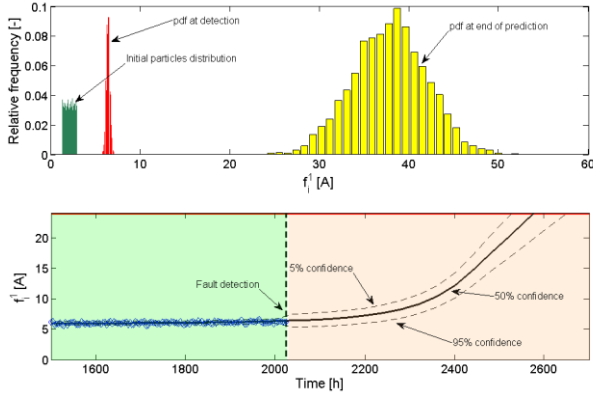 0.1
0.08
0.06
0.04
0.02
0
Relative frequency [-]
pdf at detection
Initial particles distribution
pdf at end of prediction
0 10 20 30 40 50 60
f_i^1 [A]
20
15
10
5
0
f_i^1 [A]
Fault detection
5% confidence
50% confidence
95% confidence
1600 1800 2000 2200 2400 2600
Time [h]